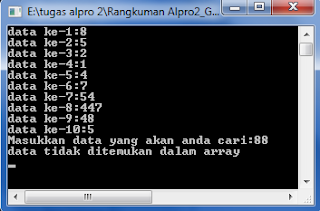 E:\tugas alpro 2\Rangkuman Alpro2_G...
data ke-1:8
data ke-2:5
data ke-3:2
data ke-4:1
data ke-5:4
data ke-6:7
data ke-7:54
data ke-8:447
data ke-9:48
data ke-10:5
Masukkan data yang akan anda cari:88
data tidak ditemukan dalam array